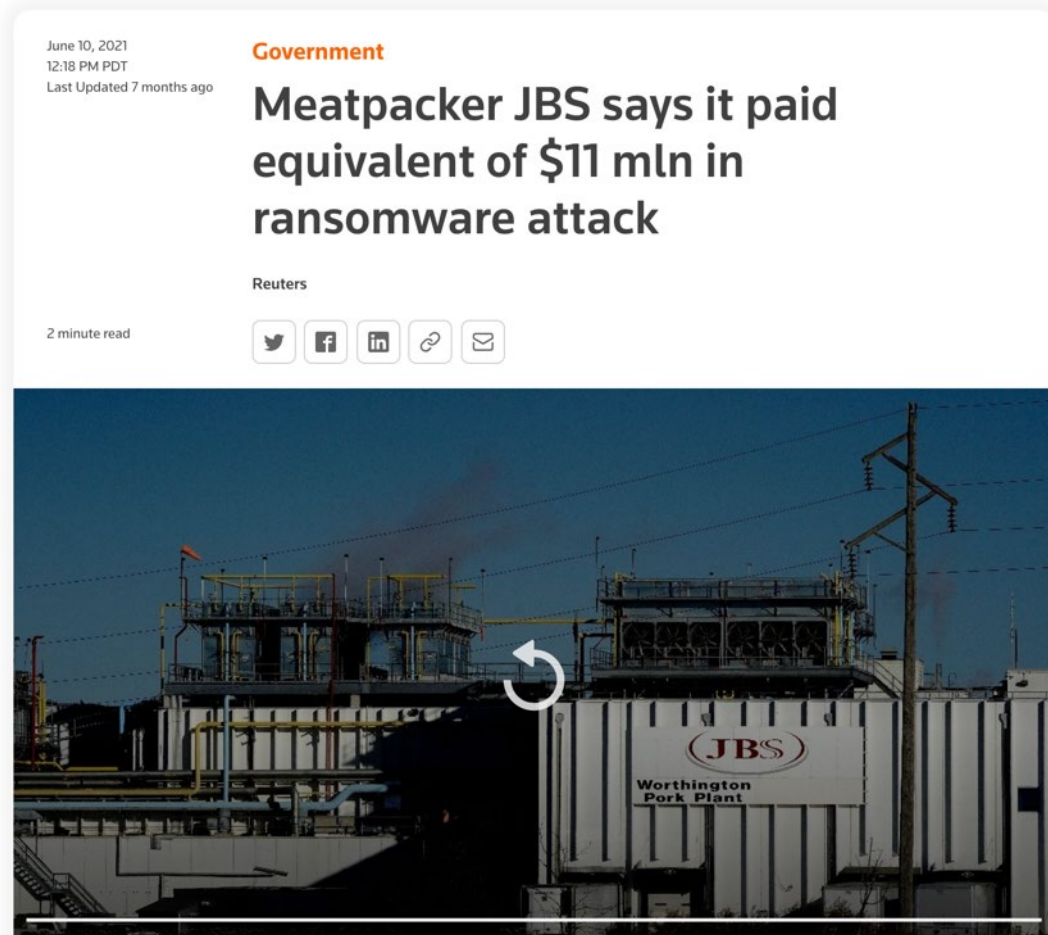 June 10, 2021
12:18 PM PDT
Last Updated 7 months ago
Government
Meatpacker JBS says it paid
equivalent of $11 mln in
ransomware attack
Reuters
2 minute read
JBS
Worthington
Pork Plant